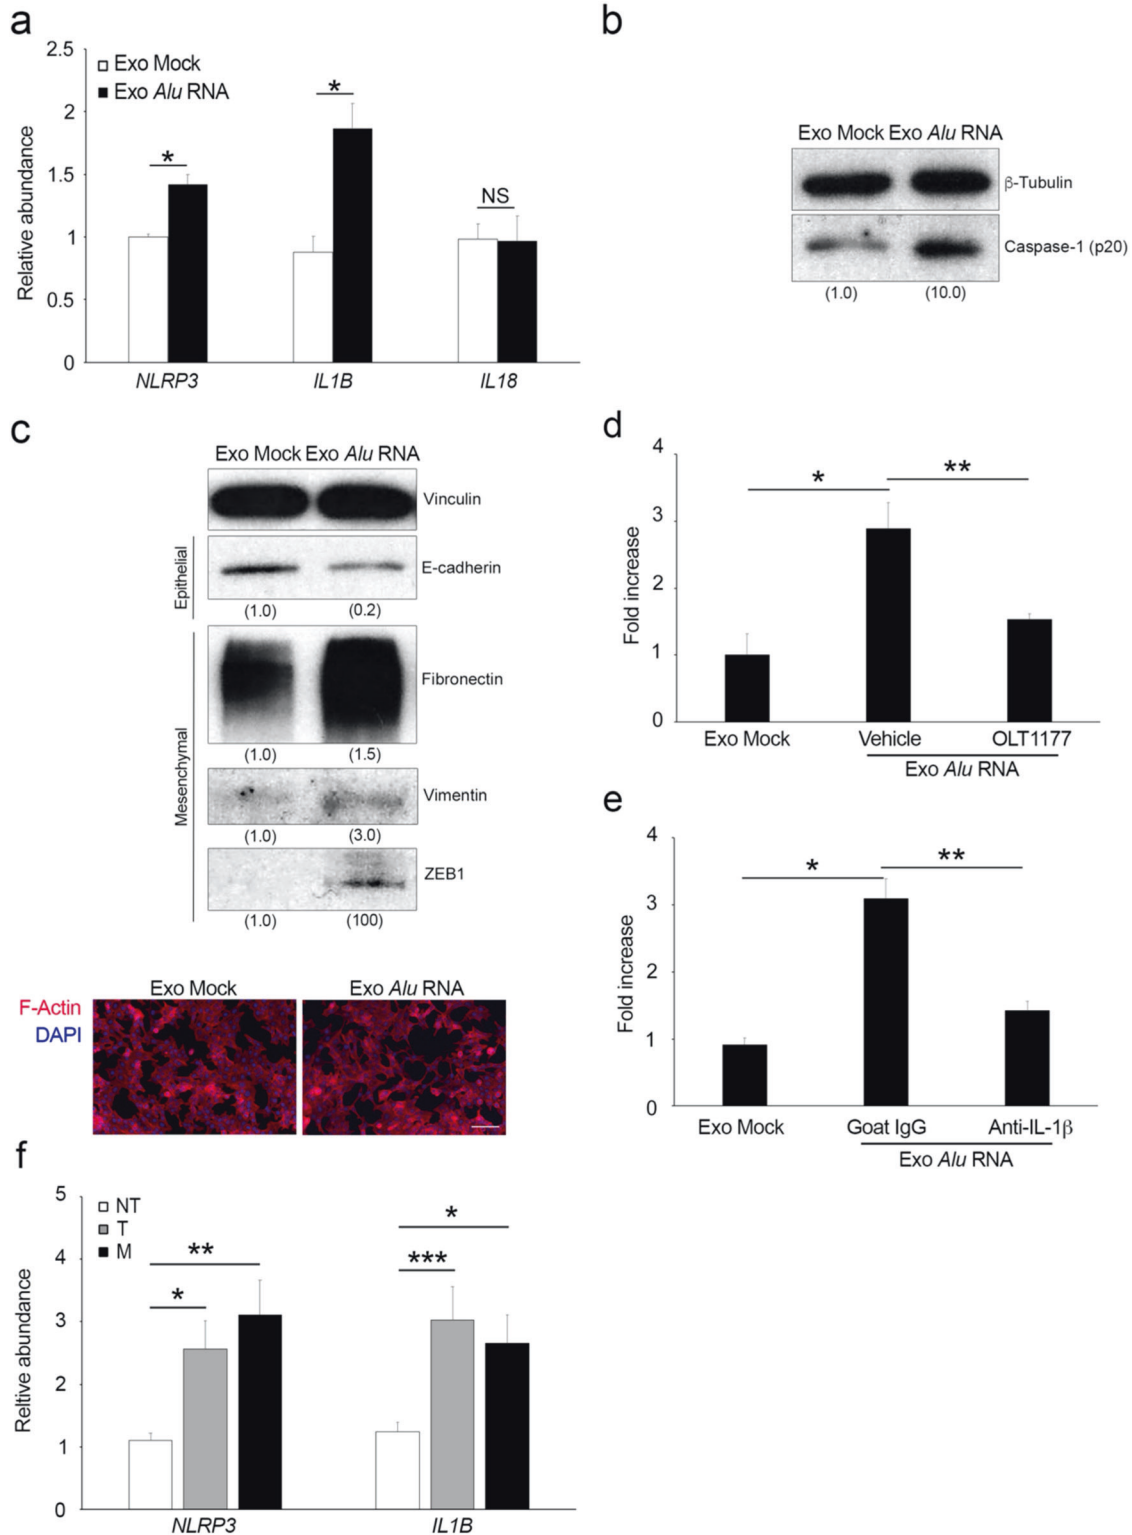 a
2.5
2
1.5
1
0.5
0
Relative abundance
Exo Mock
Exo Alu RNA
*
*
NS
NLRP3 IL1B IL18
b
Exo Mock Exo Alu RNA
β-Tubulin
Caspase-1 (p20)
(1.0) (10.0)
c
Exo Mock Exo Alu RNA
Vinculin
Epithelial
E-cadherin
(1.0) (0.2)
Mesenchymal
Fibronectin
(1.0) (1.5)
Vimentin
(1.0) (3.0)
ZEB1
(1.0) (100)
Exo Mock Exo Alu RNA
F-Actin
DAPI
d
4
3
2
1
0
Fold increase
* **
Exo Mock Vehicle OLT1177
Exo Alu RNA
e
4
3
2
1
0
Fold increase
* **
Exo Mock Goat IgG Anti-IL-1β
Exo Alu RNA
f
5
4
3
2
1
0
Reltive abundance
NT
T
M
**
*
*
***
NLRP3 IL1B